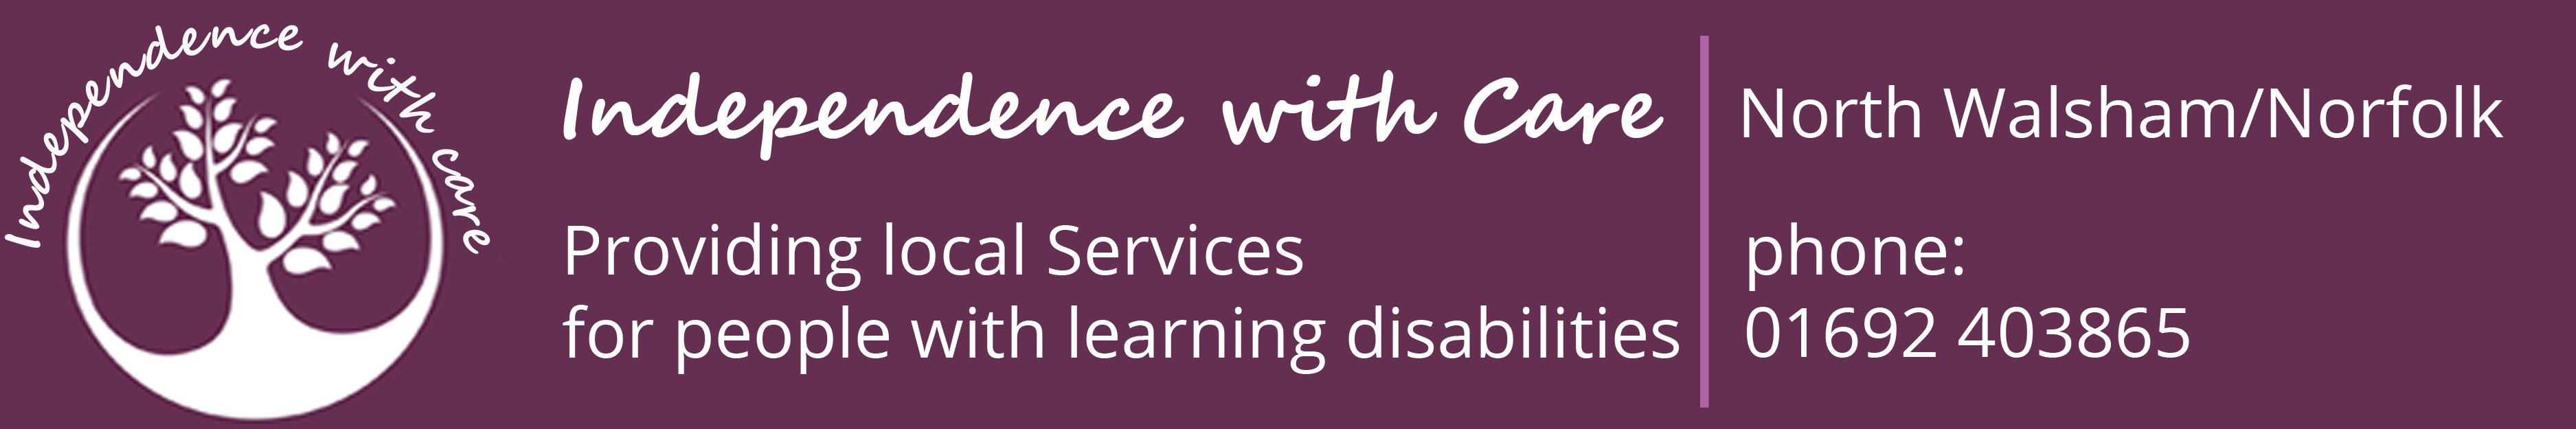 Independence with care
Independence with Care
Providing local Services
for people with learning disabilities
North Walsham/Norfolk
phone:
01692 403865